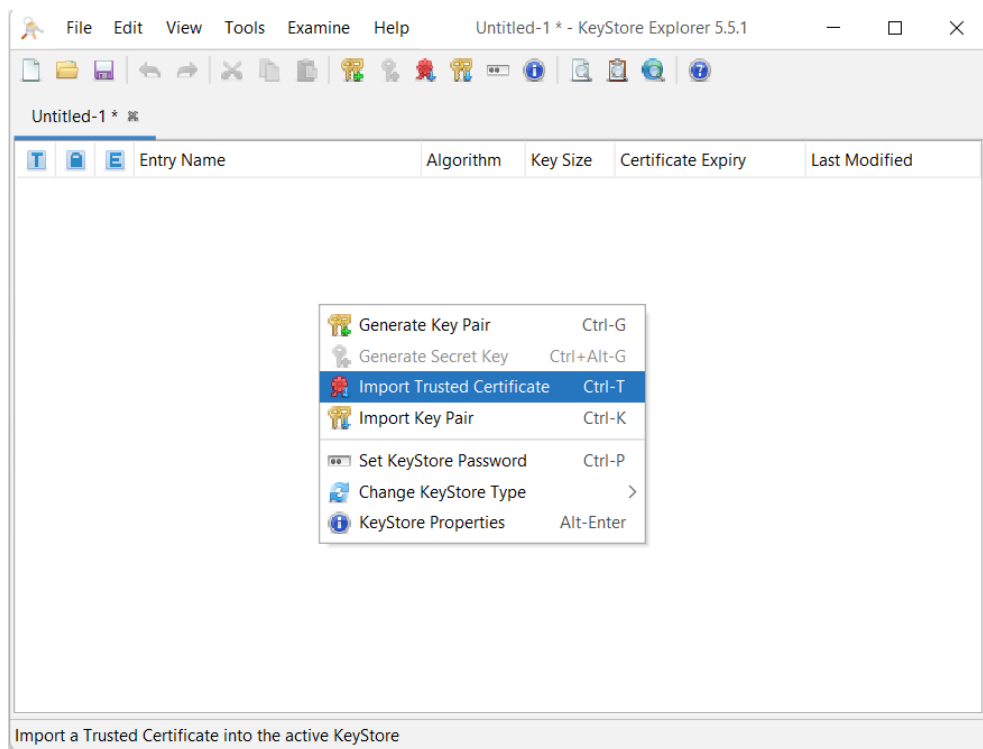 File Edit View Tools Examine Help Untitled-1 * - KeyStore Explorer 5.5.1
Untitled-1 *
T E Entry Name Algorithm Key Size Certificate Expiry Last Modified
Generate Key Pair Ctrl-G
Generate Secret Key Ctrl+Alt-G
Import Trusted Certificate Ctrl-T
Import Key Pair Ctrl-K
Set KeyStore Password Ctrl-P
Change KeyStore Type
KeyStore Properties Alt-Enter
Import a Trusted Certificate into the active KeyStore